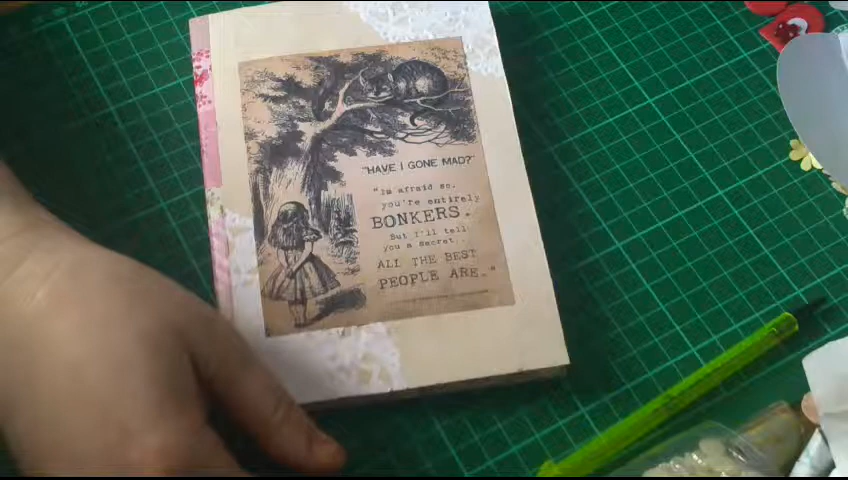 "HAVE I GONE MAD?"
"Im afraid so.
you're entirely
BONKERS.
But I'll tell
you a secret..
ALL THE BEST
PEOPLE ARE.."